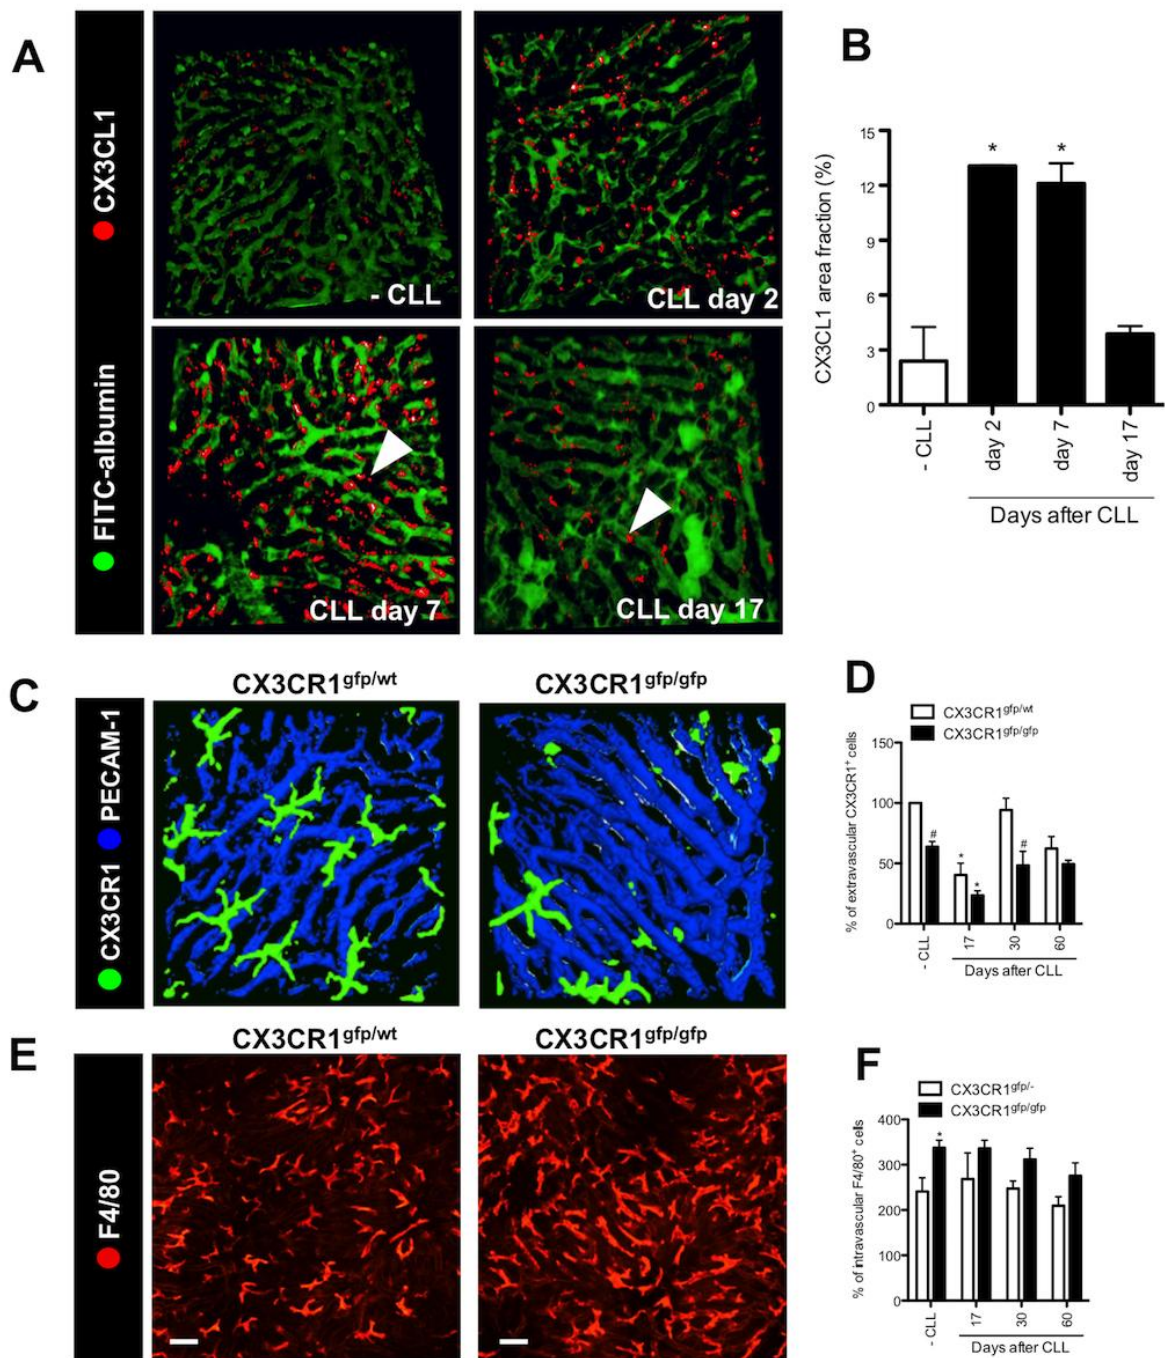 A
CX3CL1
FITC-albumin
- CLL
CLL day 2
CLL day 7
CLL day 17
B
CX3CL1 area fraction (%)
15
12
9
6
3
0
*
*
- CLL
day 2
day 7
day 17
Days after CLL
C
CX3CR1 PECAM-1
CX3CR1gfp/wt
CX3CR1gfp/gfp
D
CX3CR1gfp/wt
CX3CR1gfp/gfp
% of extravascular CX3CR1+ cells
150
100
50
0
#
*
*
#
- CLL
17
30
60
Days after CLL
E
F4/80
CX3CR1gfp/wt
CX3CR1gfp/gfp
F
CX3CR1gfp/-
CX3CR1gfp/gfp
% of intravascular F4/80+ cells
400
300
200
100
0
*
- CLL
17
30
60
Days after CLL